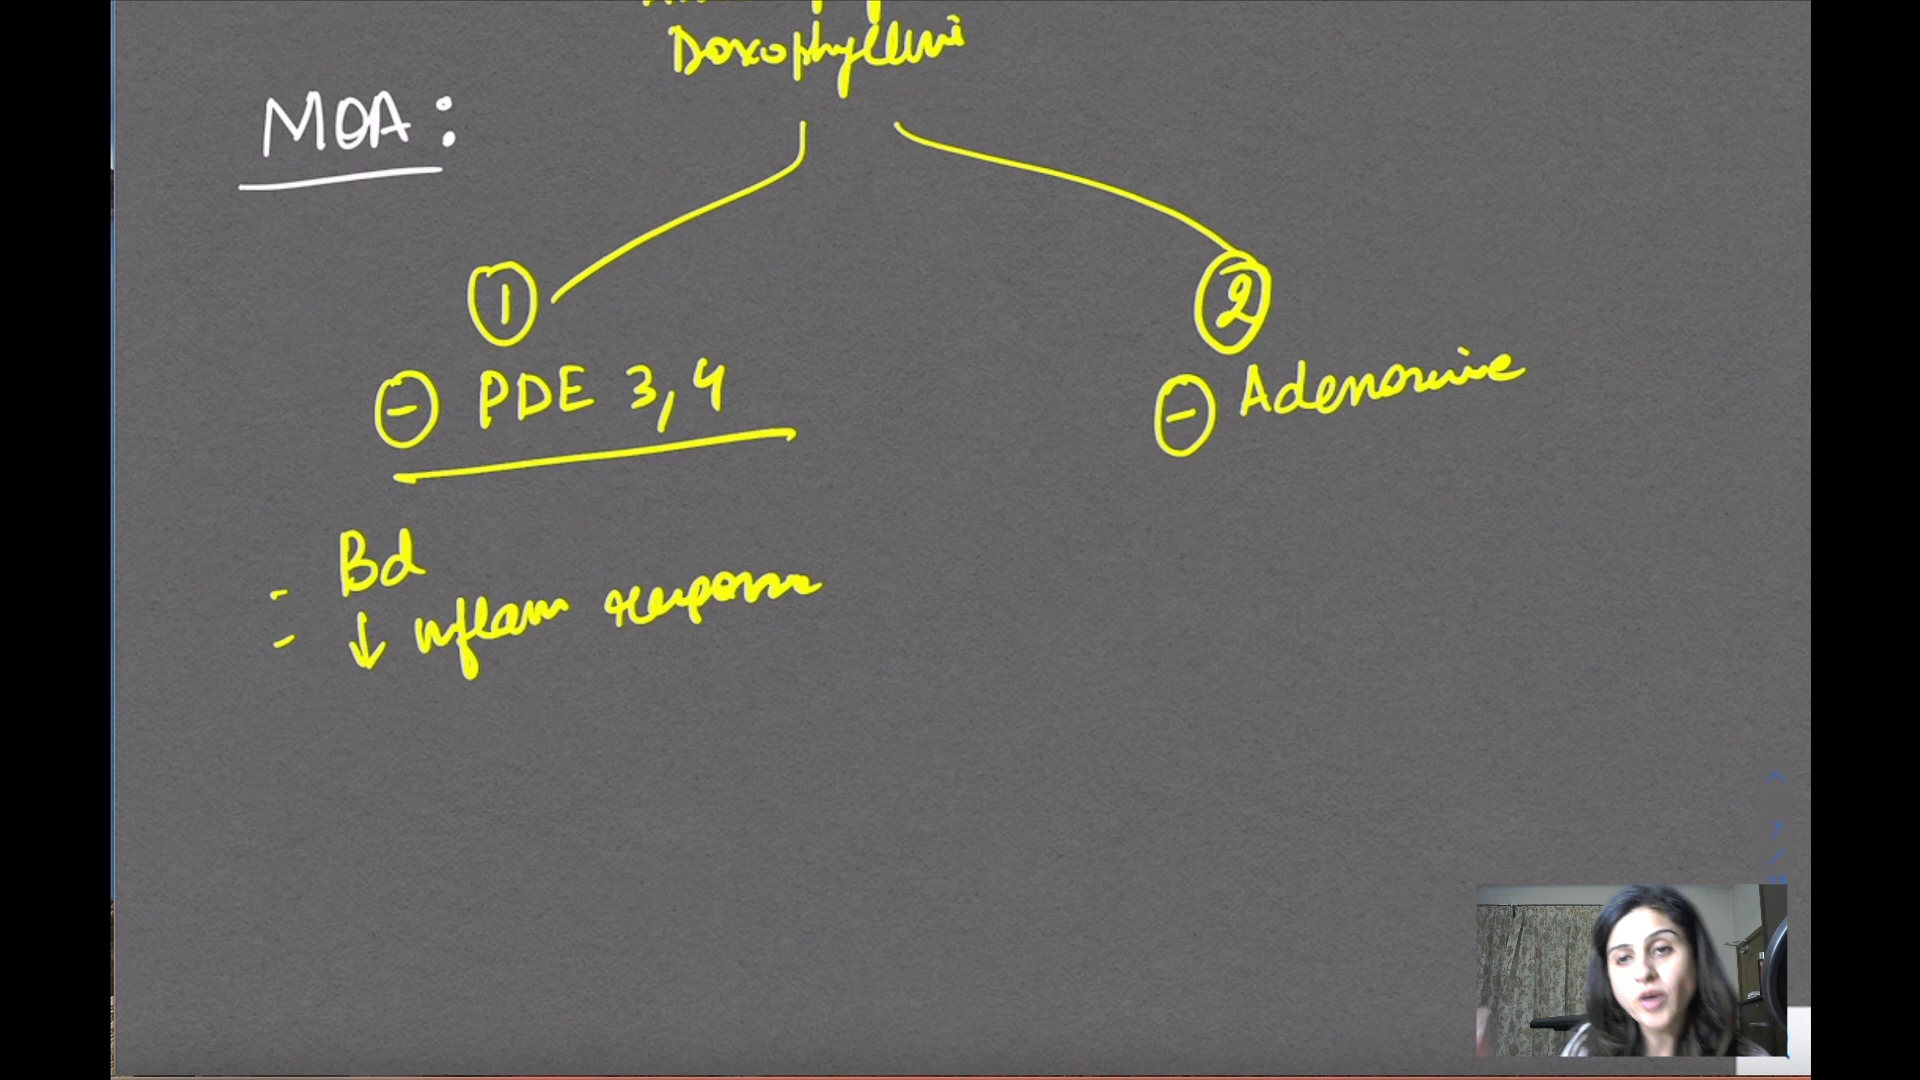 Doxophylline
MOA:
1
2
- PDE 3,4
- Adenosine
- Bd
- ↓ inflam response